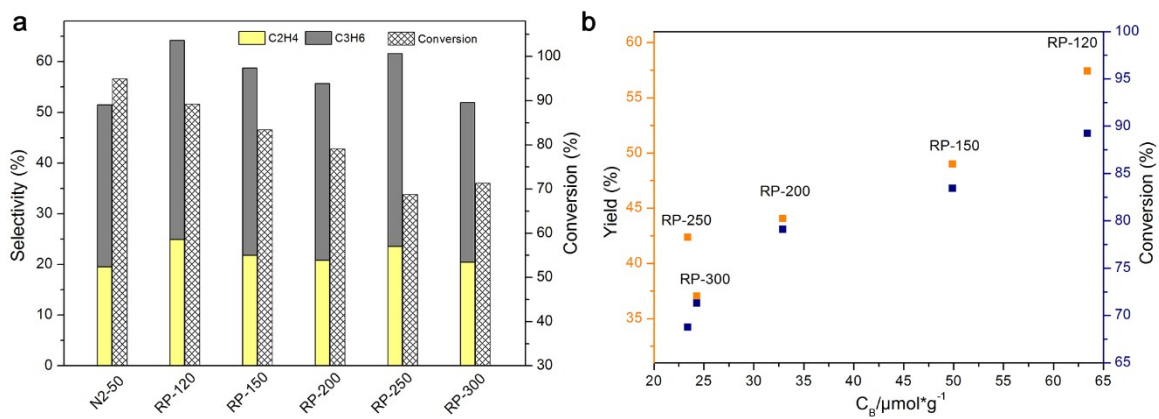 a
C2H4 C3H6 Conversion
Selectivity (%)
0
10
20
30
40
50
60
Conversion (%)
30
40
50
60
70
80
90
100
N2-50 RP-120 RP-150 RP-200 RP-250 RP-300
b
Yield (%)
35
40
45
50
55
60
Conversion (%)
65
70
75
80
85
90
95
100
RP-120
RP-150
RP-200
RP-250
RP-300
20 25 30 35 40 45 50 55 60 65
C_B/μmol*g⁻¹